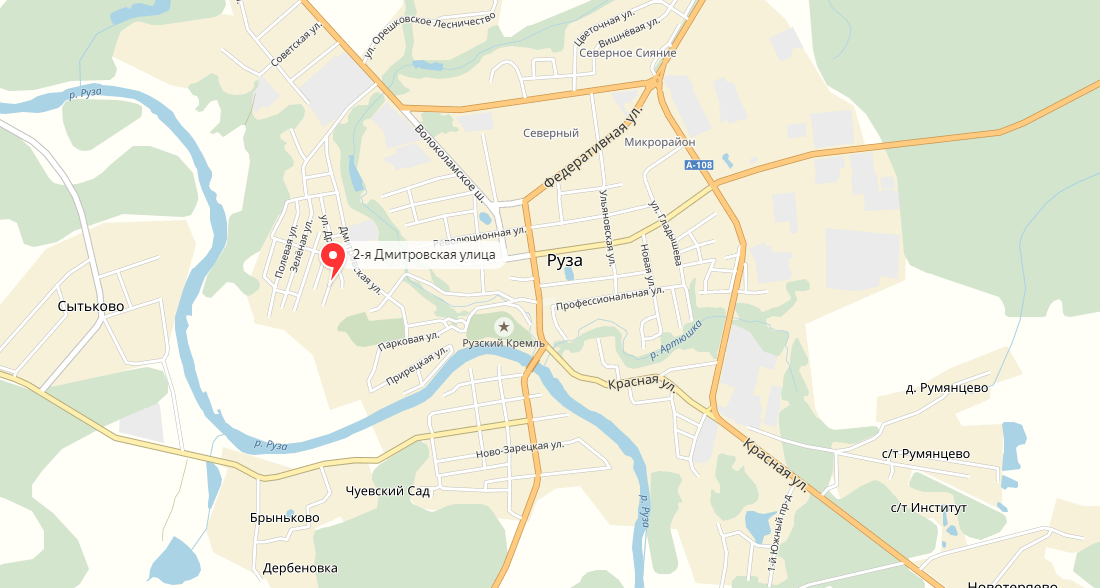 ул. Орешковское Лесничество
Цветочная ул.
Вишнёвая ул.
Советская ул.
Северное Сияние
р. Руза
Волоколамское ш.
Северный
Федеративная ул.
Микрорайон
А-108
Ульяновская ул.
ул. Гладышева
Революционная ул.
Полевая ул.
Зелёная ул.
2-я Дмитровская улица
Руза
Новая ул.
Сытьково
Профессиональная ул.
Рузский Кремль
Парковая ул.
Прирецкая ул.
р. Артюшка
Красная ул.
д. Румянцево
р. Руза
Ново-Зарецкая ул.
Красная ул.
с/т Румянцево
Чуевский Сад
р. Руза
с/т Институт
Брыньково
1-й Южный пр-д
Дербеновка
Новотеряево